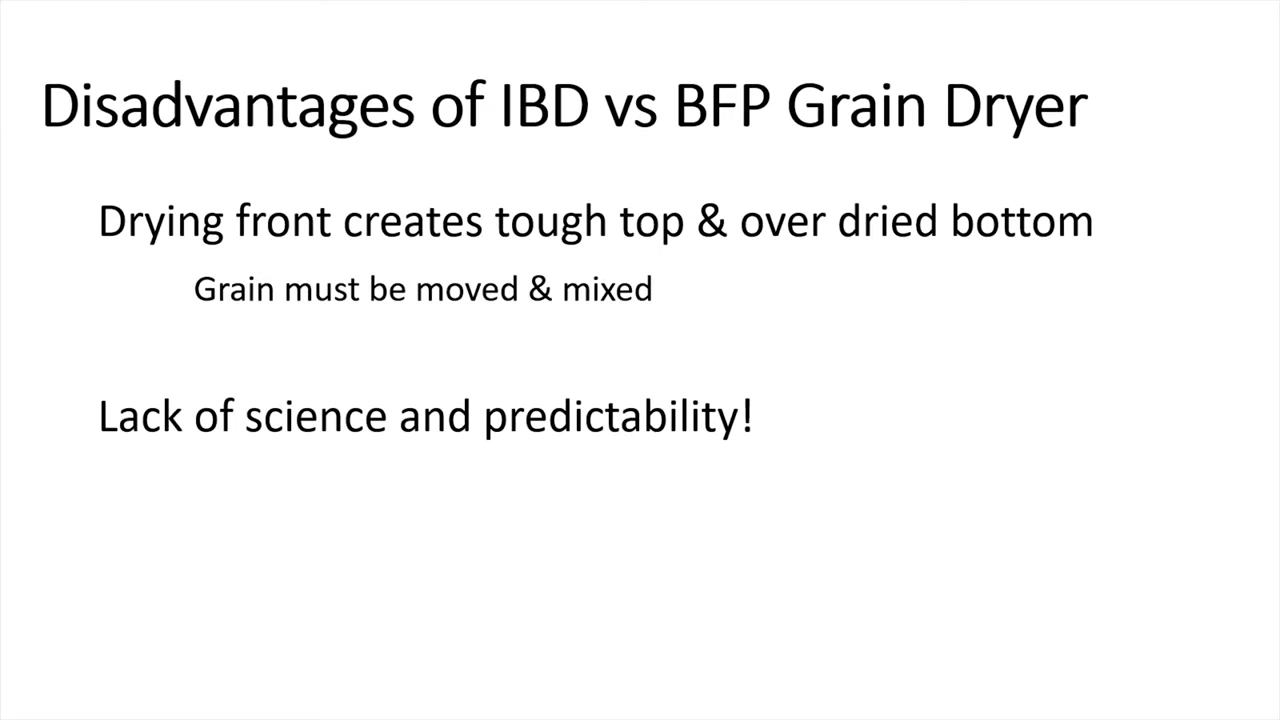 Disadvantages of IBD vs BFP Grain Dryer
Drying front creates tough top & over dried bottom
Grain must be moved & mixed
Lack of science and predictability!